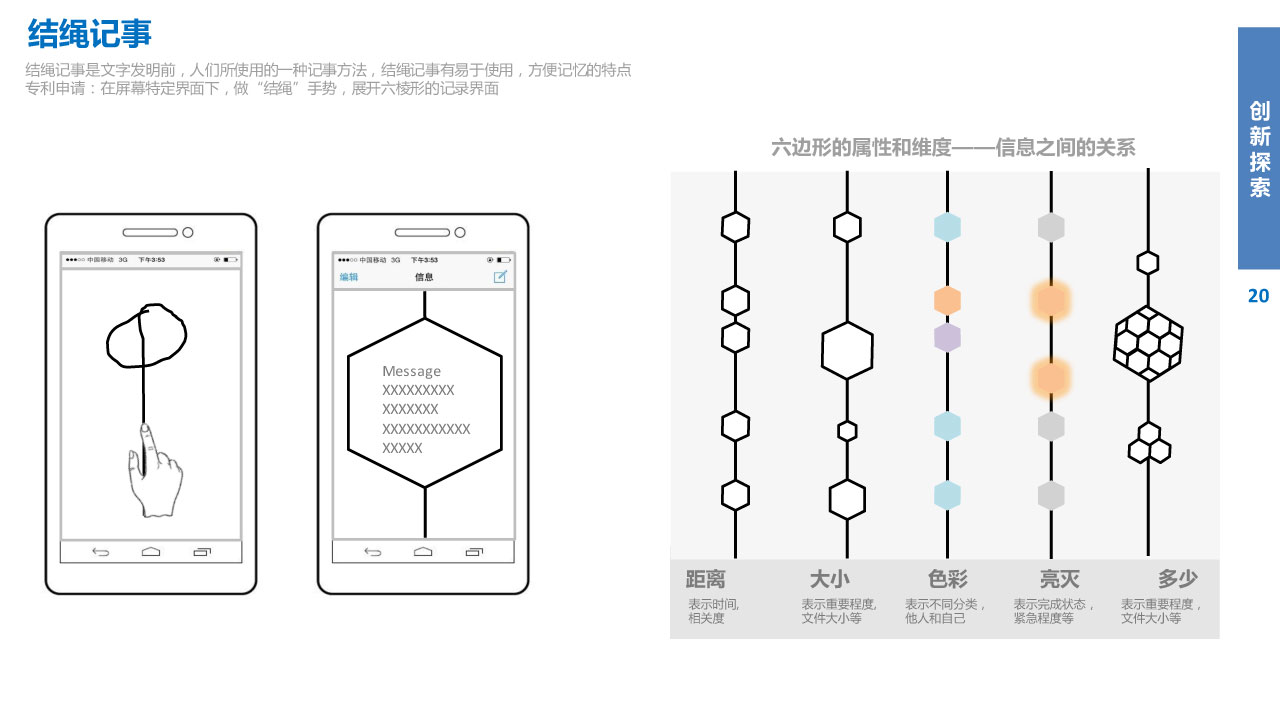 结绳记事
结绳记事是文字发明前，人们所使用的一种记事方法，结绳记事有易于使用，方便记忆的特点
专利申请：在屏幕特定界面下，做“结绳”手势，展开六棱形的记录界面
创新探索
20
中国移动 3G 下午3:53
中国移动 3G 下午3:53
编辑 信息
Message
XXXXXXXXX
XXXXXXX
XXXXXXXXXXX
XXXXX
六边形的属性和维度——信息之间的关系
距离 大小 色彩 亮灭 多少
表示时间, 表示重要程度, 表示不同分类， 表示完成状态， 表示重要程度，
相关度 文件大小等 他人和自己 紧急程度等 文件大小等